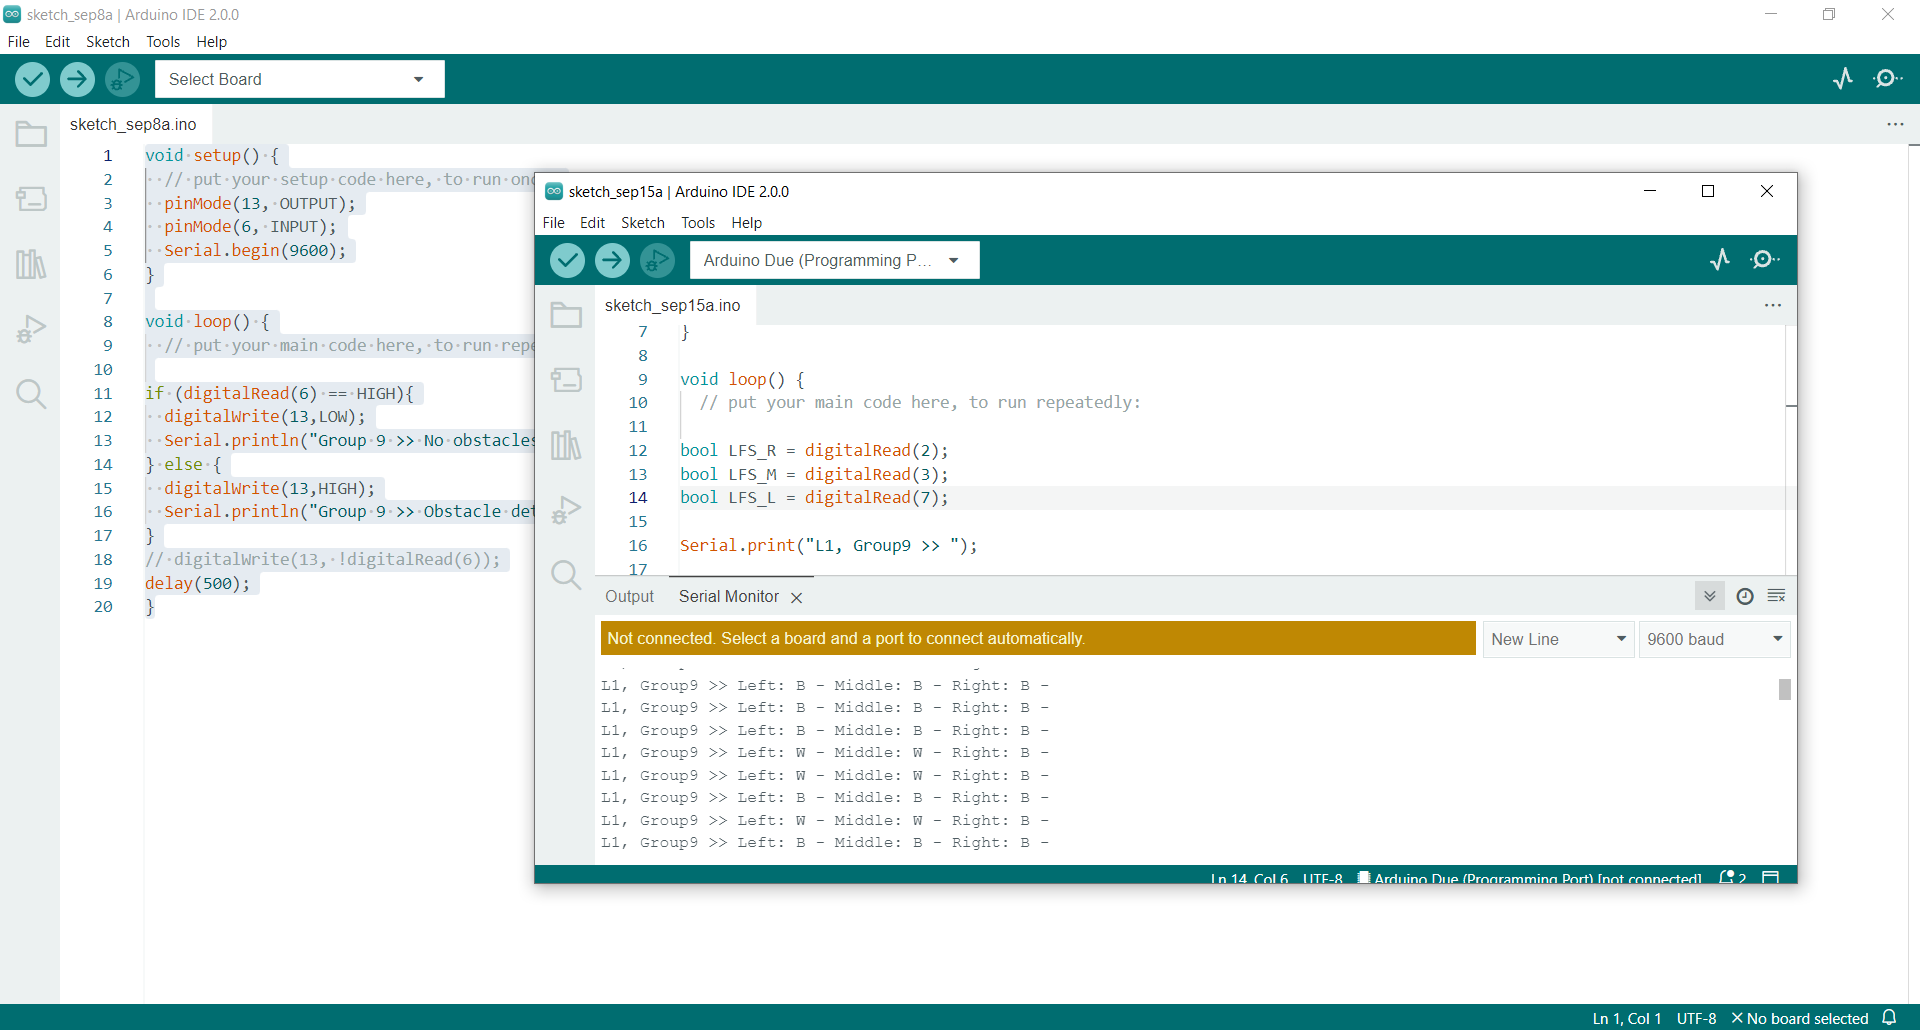 sketch_sep8a | Arduino IDE 2.0.0
File Edit Sketch Tools Help
Select Board
sketch_sep8a.ino
1 void setup() {
2 // put your setup code here, to run
3 pinMode(13, OUTPUT);
4 pinMode(6, INPUT);
5 Serial.begin(9600);
6 }
7
8 void loop() {
9 // put your main code here, to run
10
11 if (digitalRead(6) == HIGH){
12 digitalWrite(13,LOW);
13 Serial.println("Group 9 >> No obstacles
14 } else {
15 digitalWrite(13,HIGH);
16 Serial.println("Group 9 >> Obstacle
17 }
18 // digitalWrite(13, !digitalRead(6));
19 delay(500);
20 }
sketch_sep15a | Arduino IDE 2.0.0
File Edit Sketch Tools Help
Arduino Due (Programming P...
sketch_sep15a.ino
7 }
8
9 void loop() {
10 // put your main code here, to run repeatedly:
11
12 bool LFS_R = digitalRead(2);
13 bool LFS_M = digitalRead(3);
14 bool LFS_L = digitalRead(7);
15
16 Serial.print("L1, Group9 >> ");
17
Output Serial Monitor
Not connected. Select a board and a port to connect automatically. New Line 9600 baud
L1, Group9 >> Left: B - Middle: B - Right: B -
L1, Group9 >> Left: B - Middle: B - Right: B -
L1, Group9 >> Left: B - Middle: B - Right: B -
L1, Group9 >> Left: W - Middle: W - Right: B -
L1, Group9 >> Left: W - Middle: W - Right: B -
L1, Group9 >> Left: B - Middle: B - Right: B -
L1, Group9 >> Left: W - Middle: W - Right: B -
L1, Group9 >> Left: B - Middle: B - Right: B -
Ln 14, Col 6 UTF-8 Arduino Due (Programming Port) [not connected] 2
Ln 1, Col 1 UTF-8 No board selected